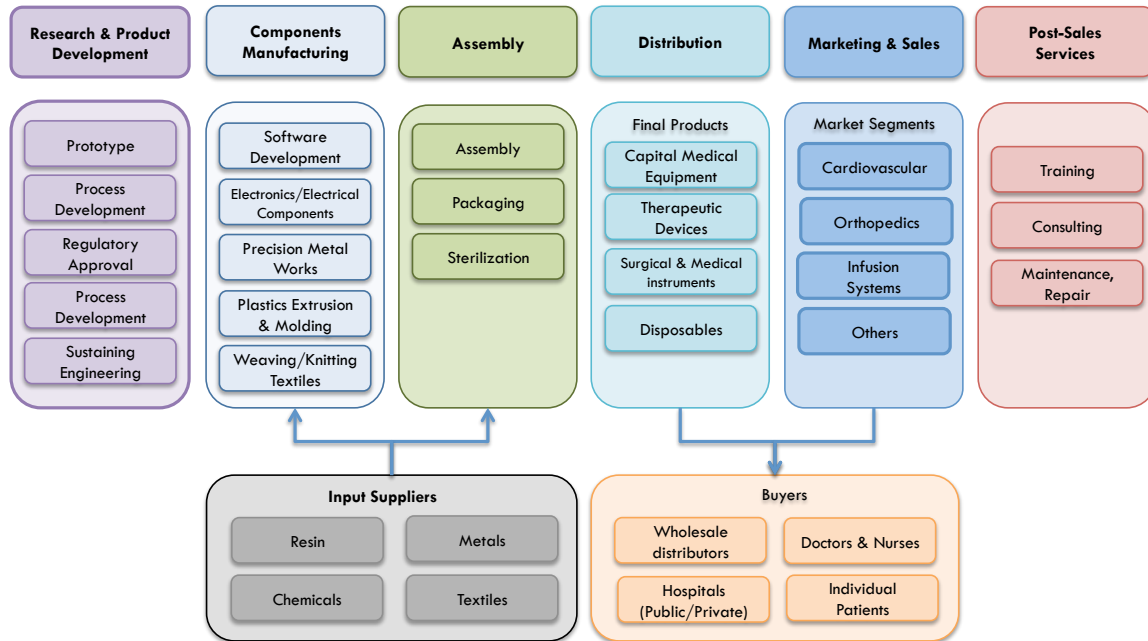 Research & Product
Development
Components
Manufacturing
Assembly
Distribution
Marketing & Sales
Post-Sales
Services
Prototype
Process
Development
Regulatory
Approval
Process
Development
Sustaining
Engineering
Software
Development
Electronics/Electrical
Components
Precision Metal
Works
Plastics Extrusion
& Molding
Weaving/Knitting
Textiles
Assembly
Packaging
Sterilization
Final Products
Capital Medical
Equipment
Therapeutic
Devices
Surgical & Medical
instruments
Disposables
Market Segments
Cardiovascular
Orthopedics
Infusion
Systems
Others
Training
Consulting
Maintenance,
Repair
Input Suppliers
Resin
Metals
Chemicals
Textiles
Buyers
Wholesale
distributors
Doctors & Nurses
Hospitals
(Public/Private)
Individual
Patients